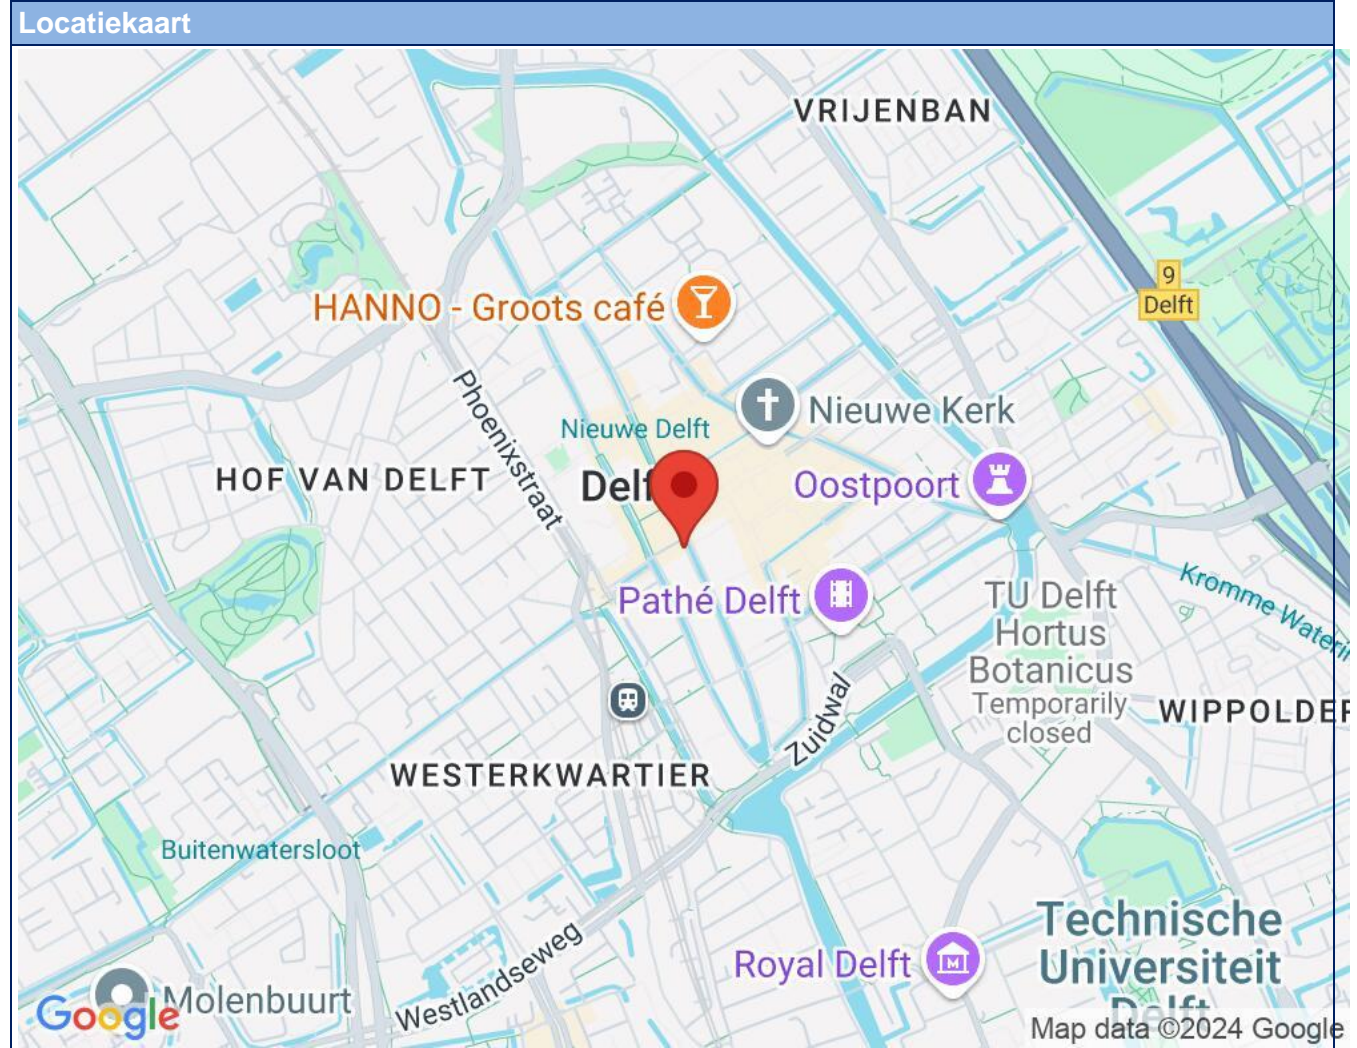 Locatiekaart
VRIJENBAN
9
Delft
HANNO - Groots café
Phoenixstraat
Nieuwe Kerk
Nieuwe Delft
HOF VAN DELFT
Oostpoort
Pathé Delft
Kromme
TU Delft
Hortus
Botanicus
Temporarily
closed
Zuidwal
WESTERKWARTIER
Buitenwatersloot
Technische
Universiteit
Delft
Westlandseweg
Royal Delft
Molenbuurt
Google
Map data ©2024 Google